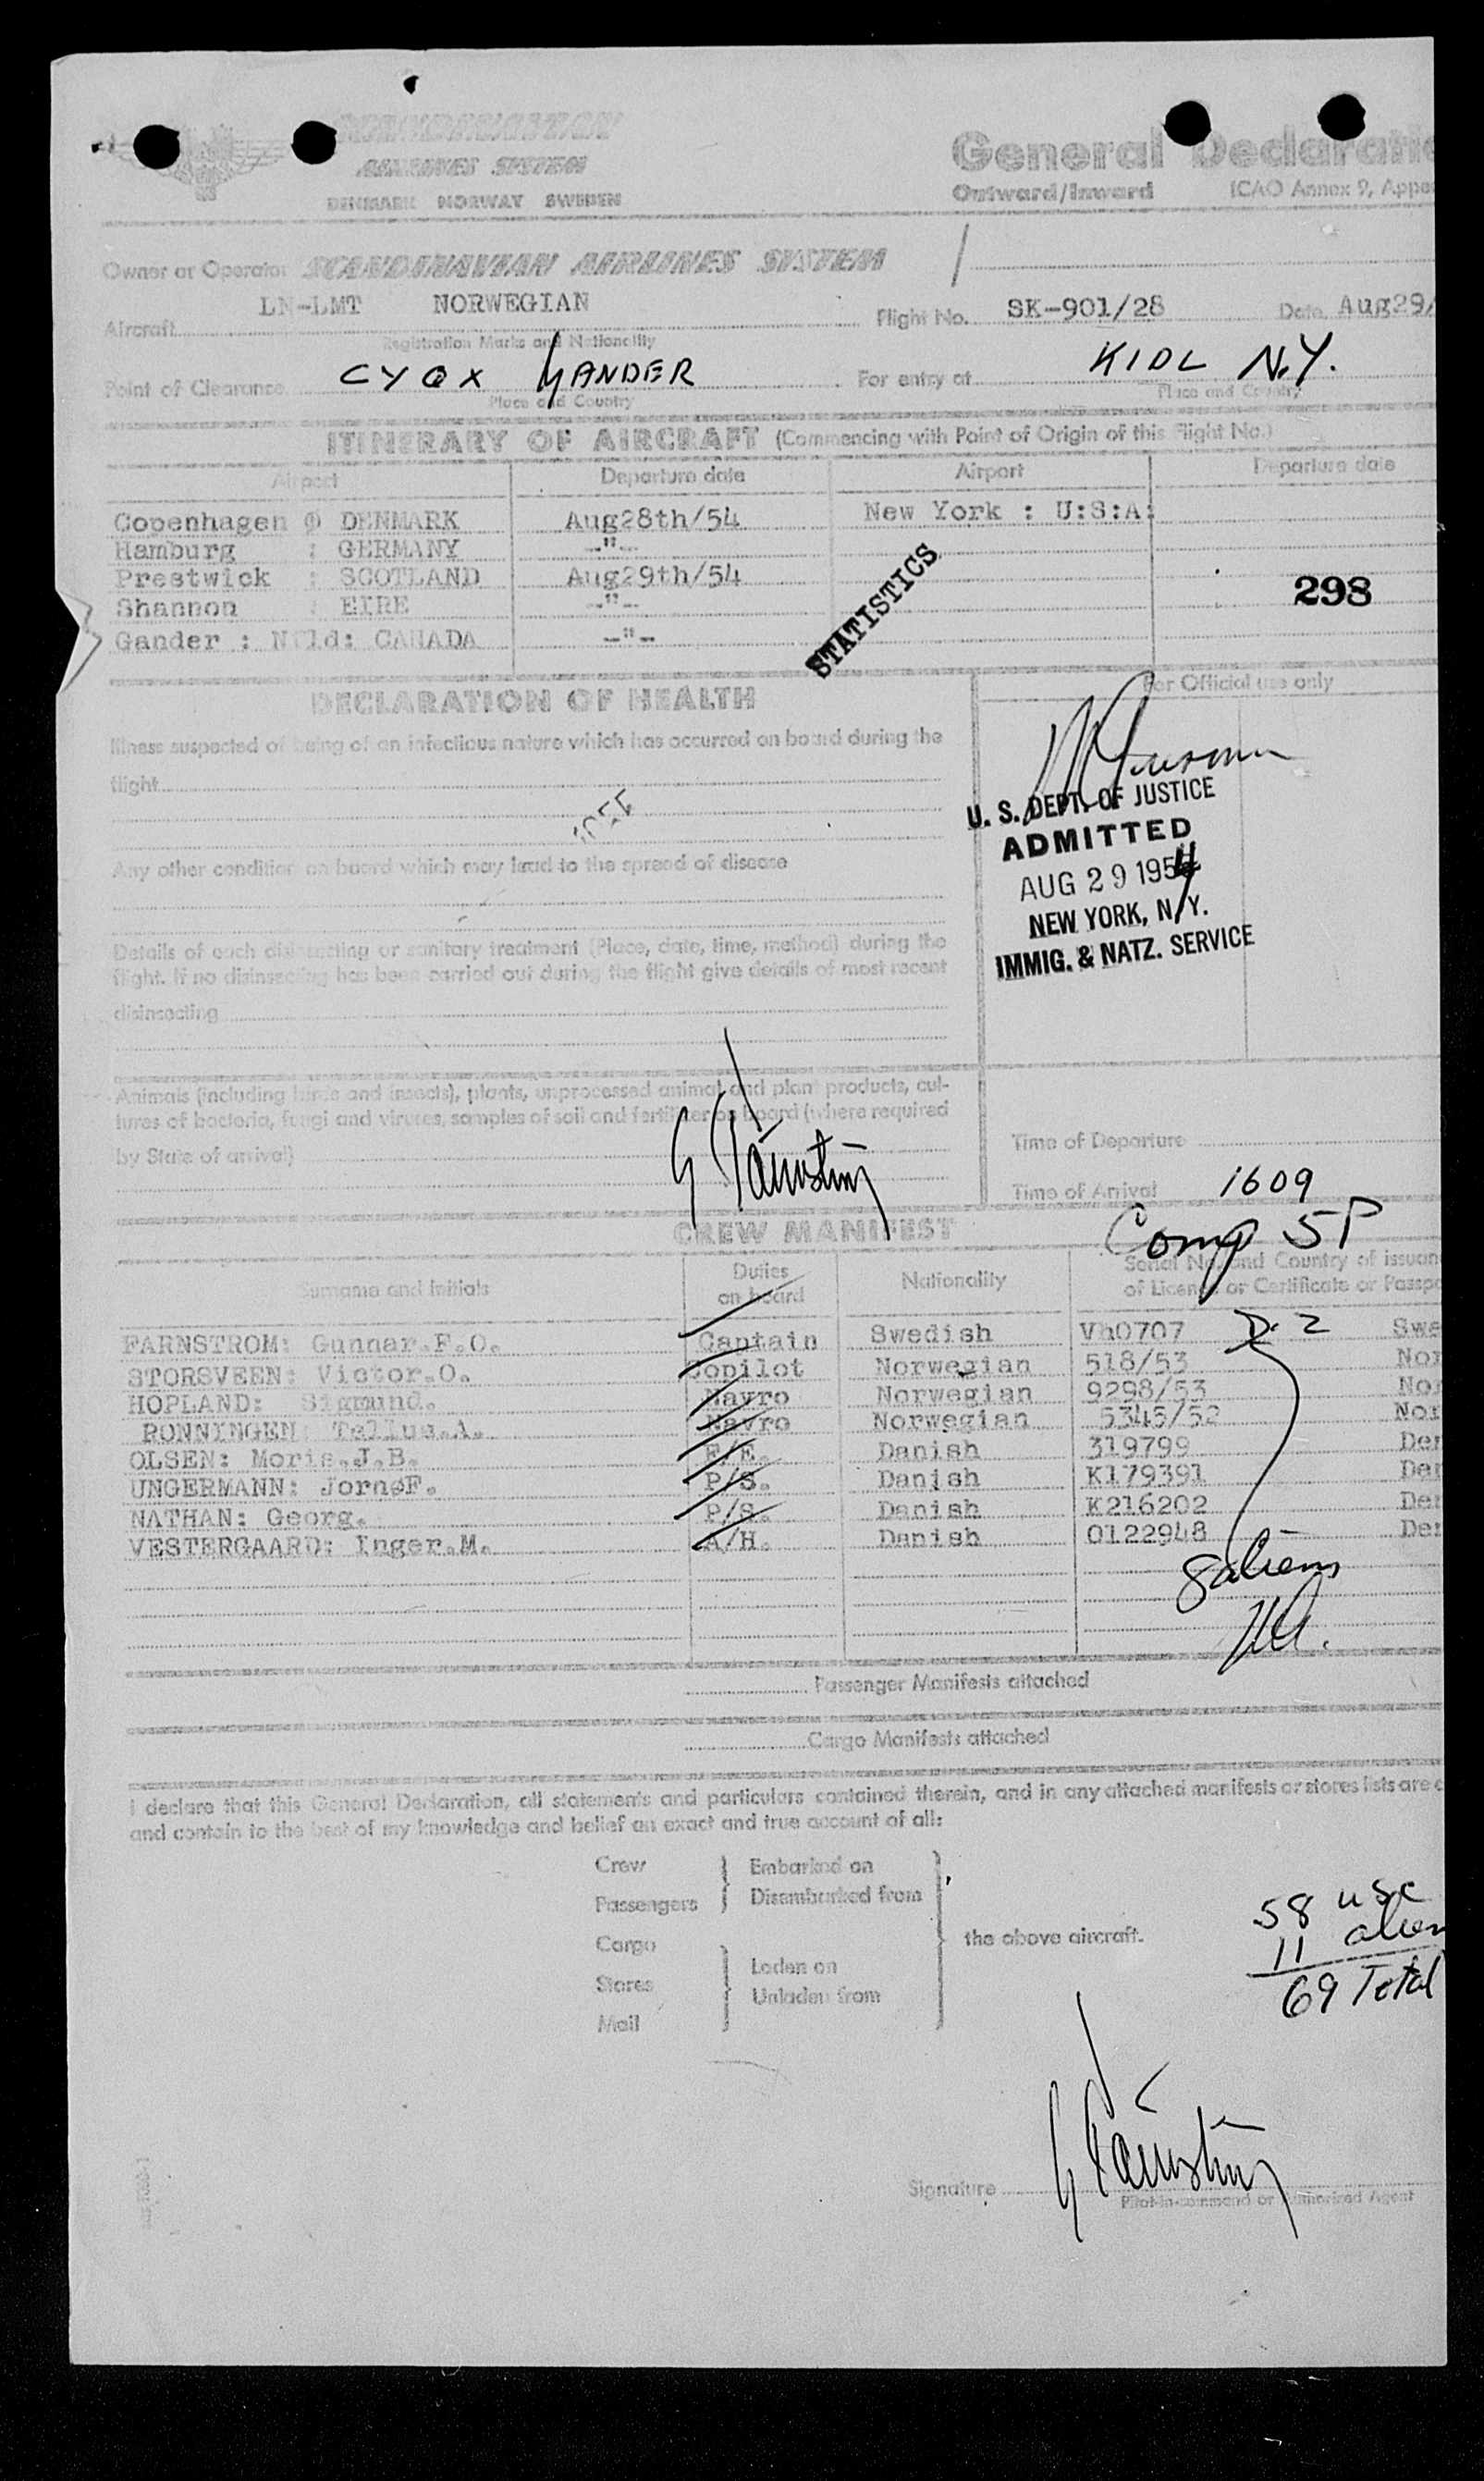 AIRLINES SYSTEM
DENMARK NORWAY SWEDEN
General Declaratio
Outward/Inward (ICAO Annex 9, Appe
Owner or Operator SCANDINAVIAN AIRLINES SYSTEM
Aircraft LN-LMT NORWEGIAN Flight No. SK-901/28 Date Aug29/
Registration Marks and Nationality
Point of Clearance CYQX GANDER For entry at KIDL N.Y.
Place and Country Place and Country
ITINERARY OF AIRCRAFT (Commencing with Point of Origin of this Flight No.)
Airport Departure date Airport Departure date
Copenhagen DENMARK Aug28th/54 New York : U:S:A:
Hamburg : GERMANY -"-
Prestwick : SCOTLAND Aug29th/54
Shannon : EIRE -"-
Gander : Nfld: CANADA -"-
STATISTICS
298
DECLARATION OF HEALTH
For Official use only
Illness suspected of being of an infectious nature which has occurred on board during the
flight
Any other condition on board which may lead to the spread of disease
Details of each disinsecting or sanitary treatment (Place, date, time, method) during the
flight. If no disinsecting has been carried out during the flight give details of most recent
disinsecting
U. S. DEPT. OF JUSTICE
ADMITTED
AUG 29 1954
NEW YORK, N.Y.
IMMIG. & NATZ. SERVICE
Animals (including birds and insects), plants, unprocessed animal and plant products, cul-
tures of bacteria, fungi and viruses, samples of soil and fertilizer on board (where required
by State of arrival)
Time of Departure
Time of Arrival 1609
Comp 5P
CREW MANIFEST
Surname and Initials Duties on board Nationality Serial No. and Country of issuan
of Licence or Certificate or Passpo
FARNSTROM: Gunnar.F.O. Captain Swedish Vh0707 D-2 Swe
STORSVEEN: Victor.O. Copilot Norwegian 518/53 Nor
HOPLAND: Sigmund. Navro Norwegian 9298/53 Nor
RONNINGEN: Tellus.A. Navro Norwegian 5345/52 Nor
OLSEN: Moris.J.B. F/E. Danish 319799 Den
UNGERMANN: Jorn F. P/S. Danish K179391 Den
NATHAN: Georg. P/S. Danish K216202 Den
VESTERGAARD: Inger.M. A/H. Danish 0122948 Den
8 aliens
Passenger Manifests attached
Cargo Manifests attached
I declare that this General Declaration, all statements and particulars contained therein, and in any attached manifests or stores lists are c
and contain to the best of my knowledge and belief an exact and true account of all:
Crew Embarked on
Passengers Disembarked from
Cargo the above aircraft.
Stores Laden on
Unladen from
Mail
58 usc
11 alien
69 Total
Signature
Pilot-in-command or Authorized Agent